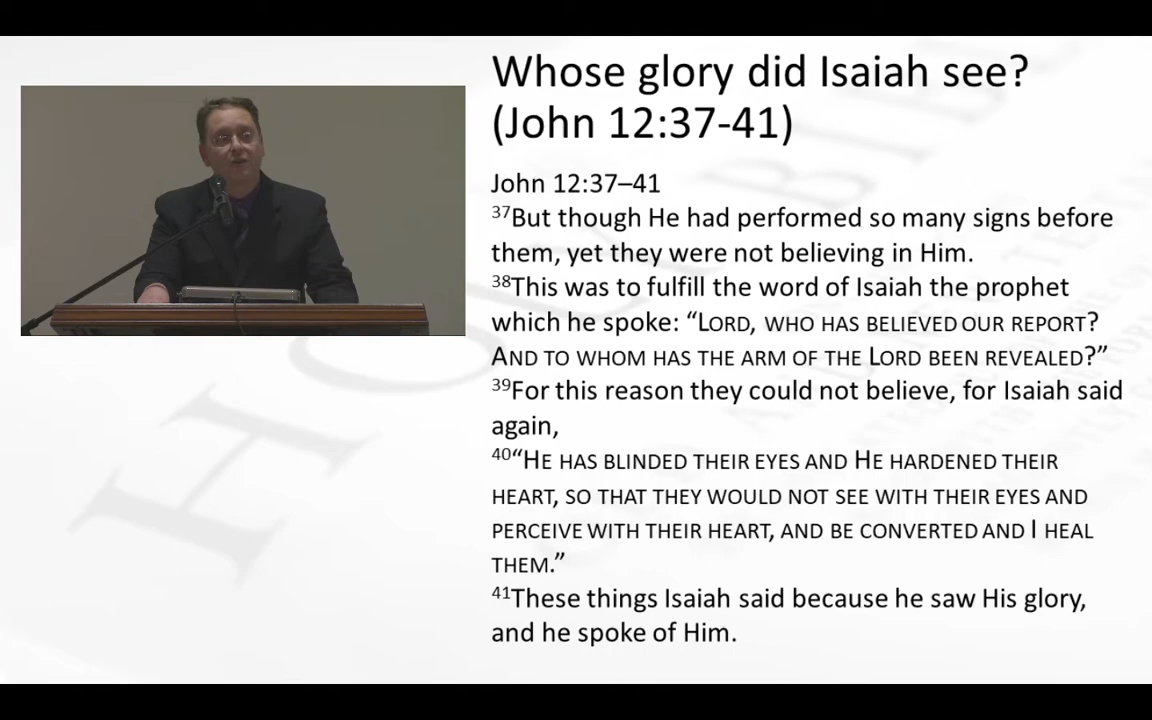 Whose glory did Isaiah see?
(John 12:37-41)
John 12:37–41
³⁷But though He had performed so many signs before
them, yet they were not believing in Him.
³⁸This was to fulfill the word of Isaiah the prophet
which he spoke: “LORD, WHO HAS BELIEVED OUR REPORT?
AND TO WHOM HAS THE ARM OF THE LORD BEEN REVEALED?”
³⁹For this reason they could not believe, for Isaiah said
again,
⁴⁰“HE HAS BLINDED THEIR EYES AND HE HARDENED THEIR
HEART, SO THAT THEY WOULD NOT SEE WITH THEIR EYES AND
PERCEIVE WITH THEIR HEART, AND BE CONVERTED AND I HEAL
THEM.”
⁴¹These things Isaiah said because he saw His glory,
and he spoke of Him.
HOLY BIBLE